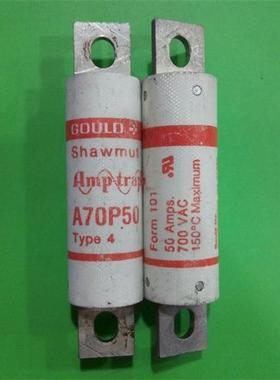 GOULD
Shawmut
Amp-trap
A70P50
Type 4
Form 101
50 Amps.
700 VAC
150°C Maximum